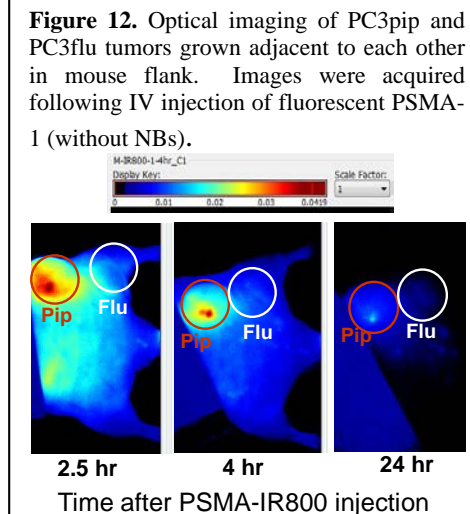 Figure 12. Optical imaging of PC3pip and
PC3flu tumors grown adjacent to each other
in mouse flank. Images were acquired
following IV injection of fluorescent PSMA-
1 (without NBs).
M-IR800-1-4hr_C1
Display Key:
Scale Factor:
1
0 0.01 0.02 0.03 0.0419
Pip Flu Pip Flu Pip Flu
2.5 hr 4 hr 24 hr
Time after PSMA-IR800 injection